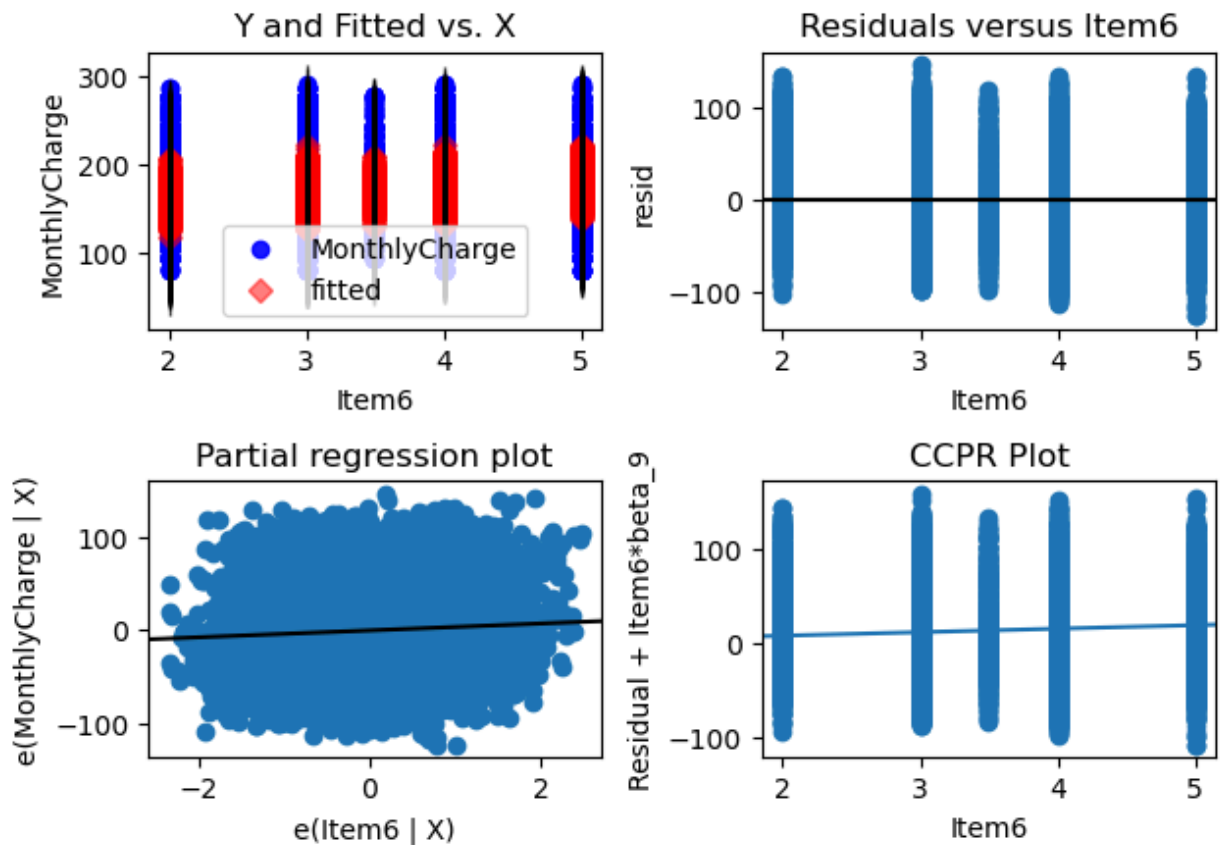 Y and Fitted vs. X
MonthlyCharge
300
200
100
MonthlyCharge
fitted
2 3 4 5
Item6
Residuals versus Item6
resid
100
0
−100
2 3 4 5
Item6
Partial regression plot
e(MonthlyCharge | X)
100
0
−100
−2 0 2
e(Item6 | X)
CCPR Plot
Residual + Item6*beta_9
100
0
−100
2 3 4 5
Item6